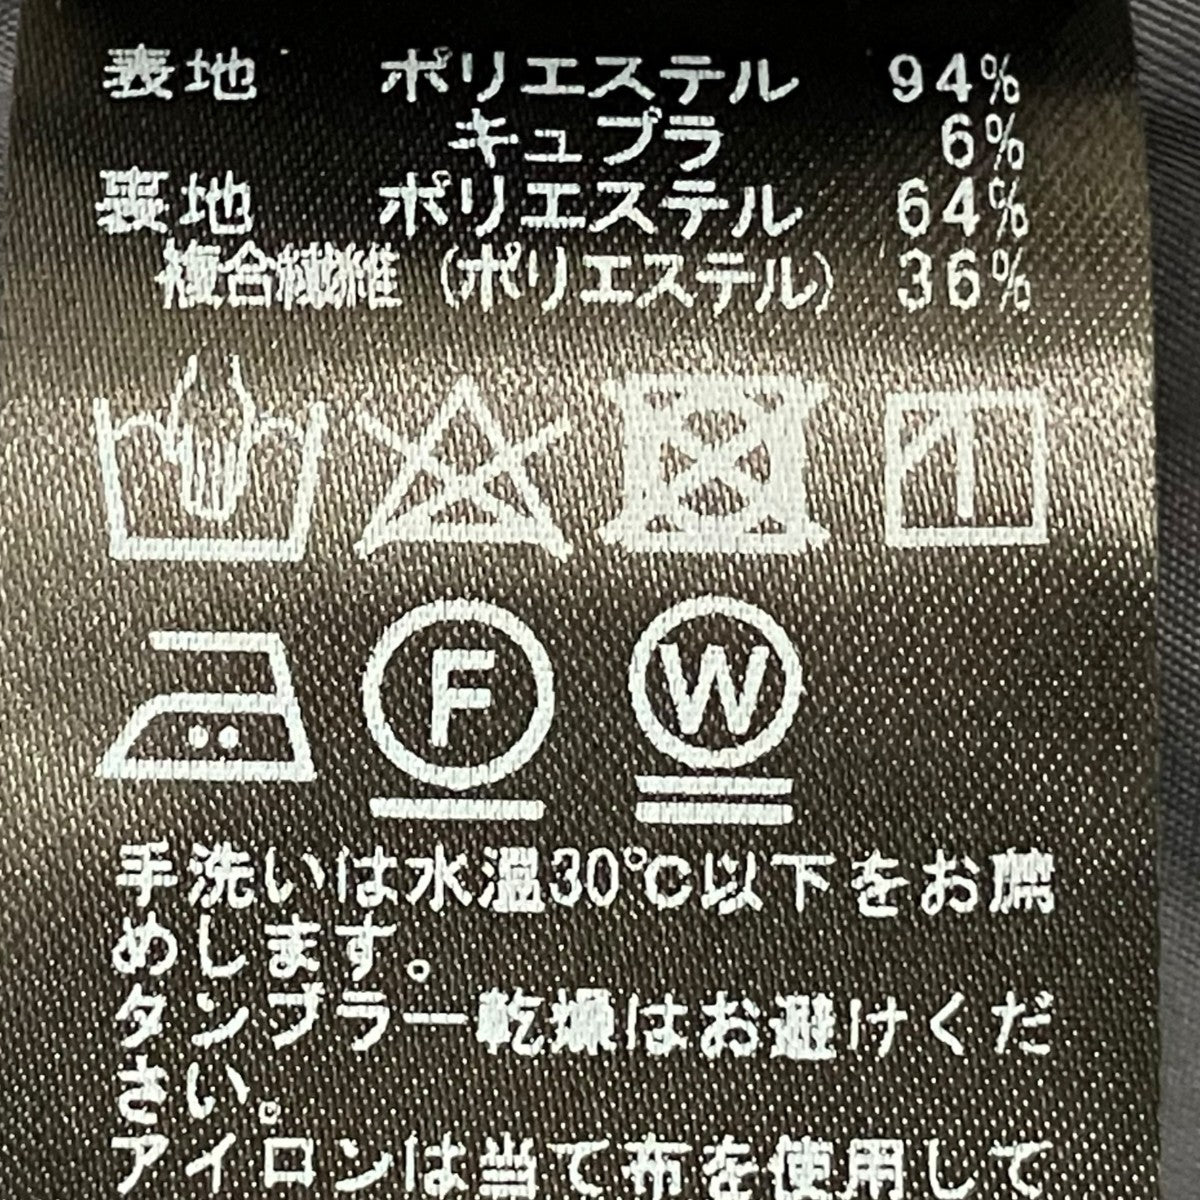 表地 ポリエステル 94%
キュプラ 6%
裏地 ポリエステル 64%
複合繊維(ポリエステル) 36%
F W
手洗いは水温30℃以下をお薦
めします。
タンブラー乾燥はお避けくだ
さい。
アイロンは当て布を使用して